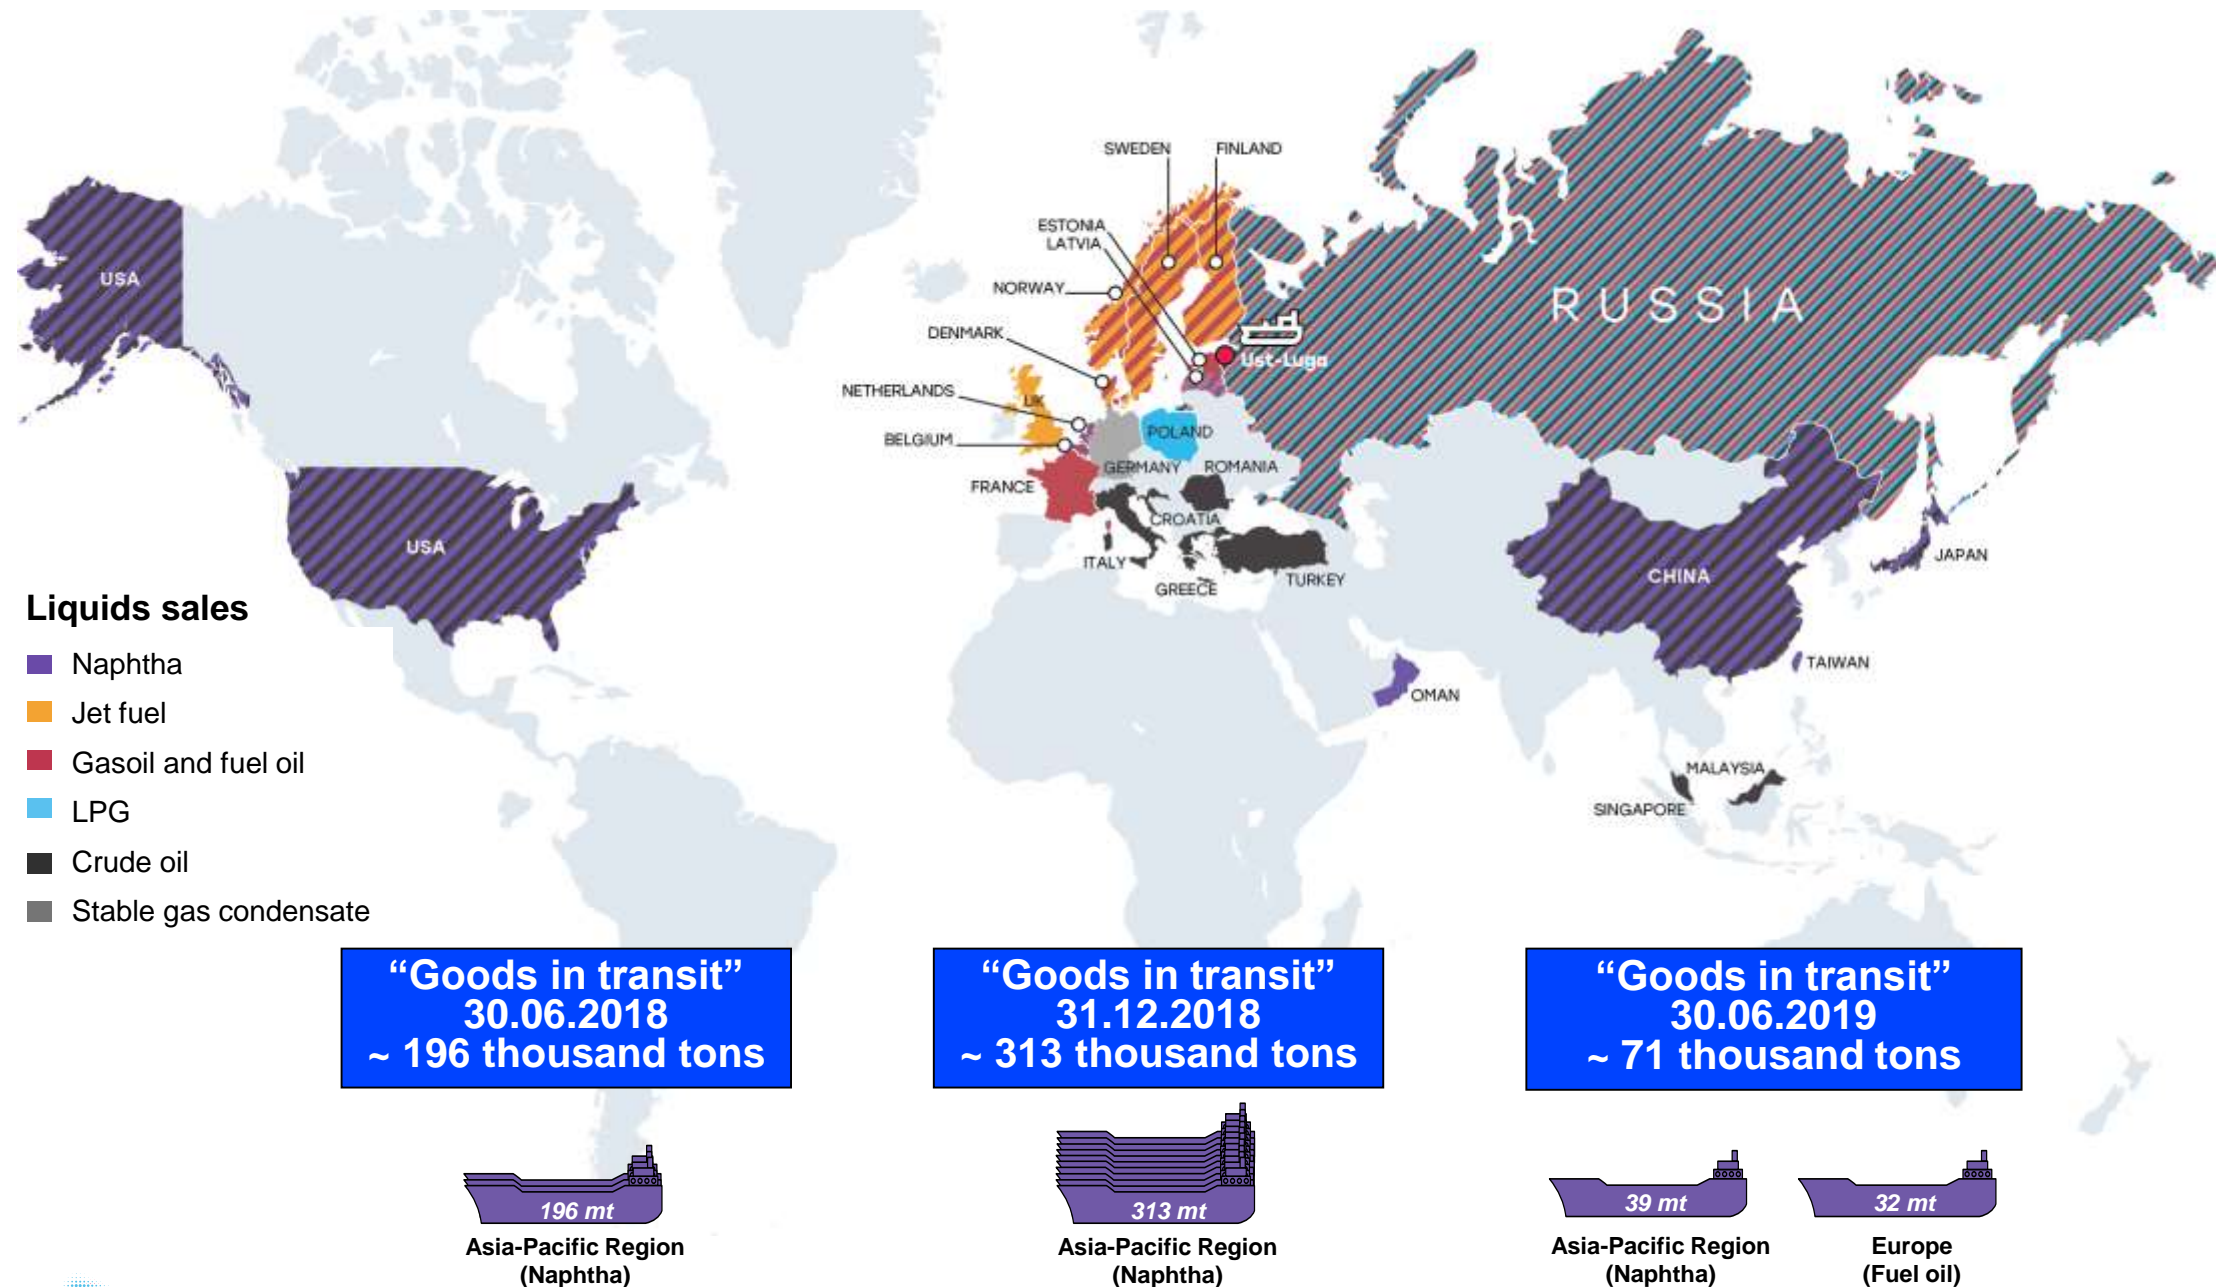 SWEDEN
FINLAND
ESTONIA
LATVIA
NORWAY
DENMARK
NETHERLANDS
BELGIUM
UK
FRANCE
GERMANY
POLAND
ROMANIA
CROATIA
ITALY
GREECE
TURKEY
Ust-Luga
RUSSIA
USA
USA
CHINA
JAPAN
TAIWAN
OMAN
MALAYSIA
SINGAPORE
Liquids sales
Naphtha
Jet fuel
Gasoil and fuel oil
LPG
Crude oil
Stable gas condensate
“Goods in transit”
30.06.2018
~ 196 thousand tons
196 mt
Asia-Pacific Region
(Naphtha)
“Goods in transit”
31.12.2018
~ 313 thousand tons
313 mt
Asia-Pacific Region
(Naphtha)
“Goods in transit”
30.06.2019
~ 71 thousand tons
39 mt
Asia-Pacific Region
(Naphtha)
32 mt
Europe
(Fuel oil)